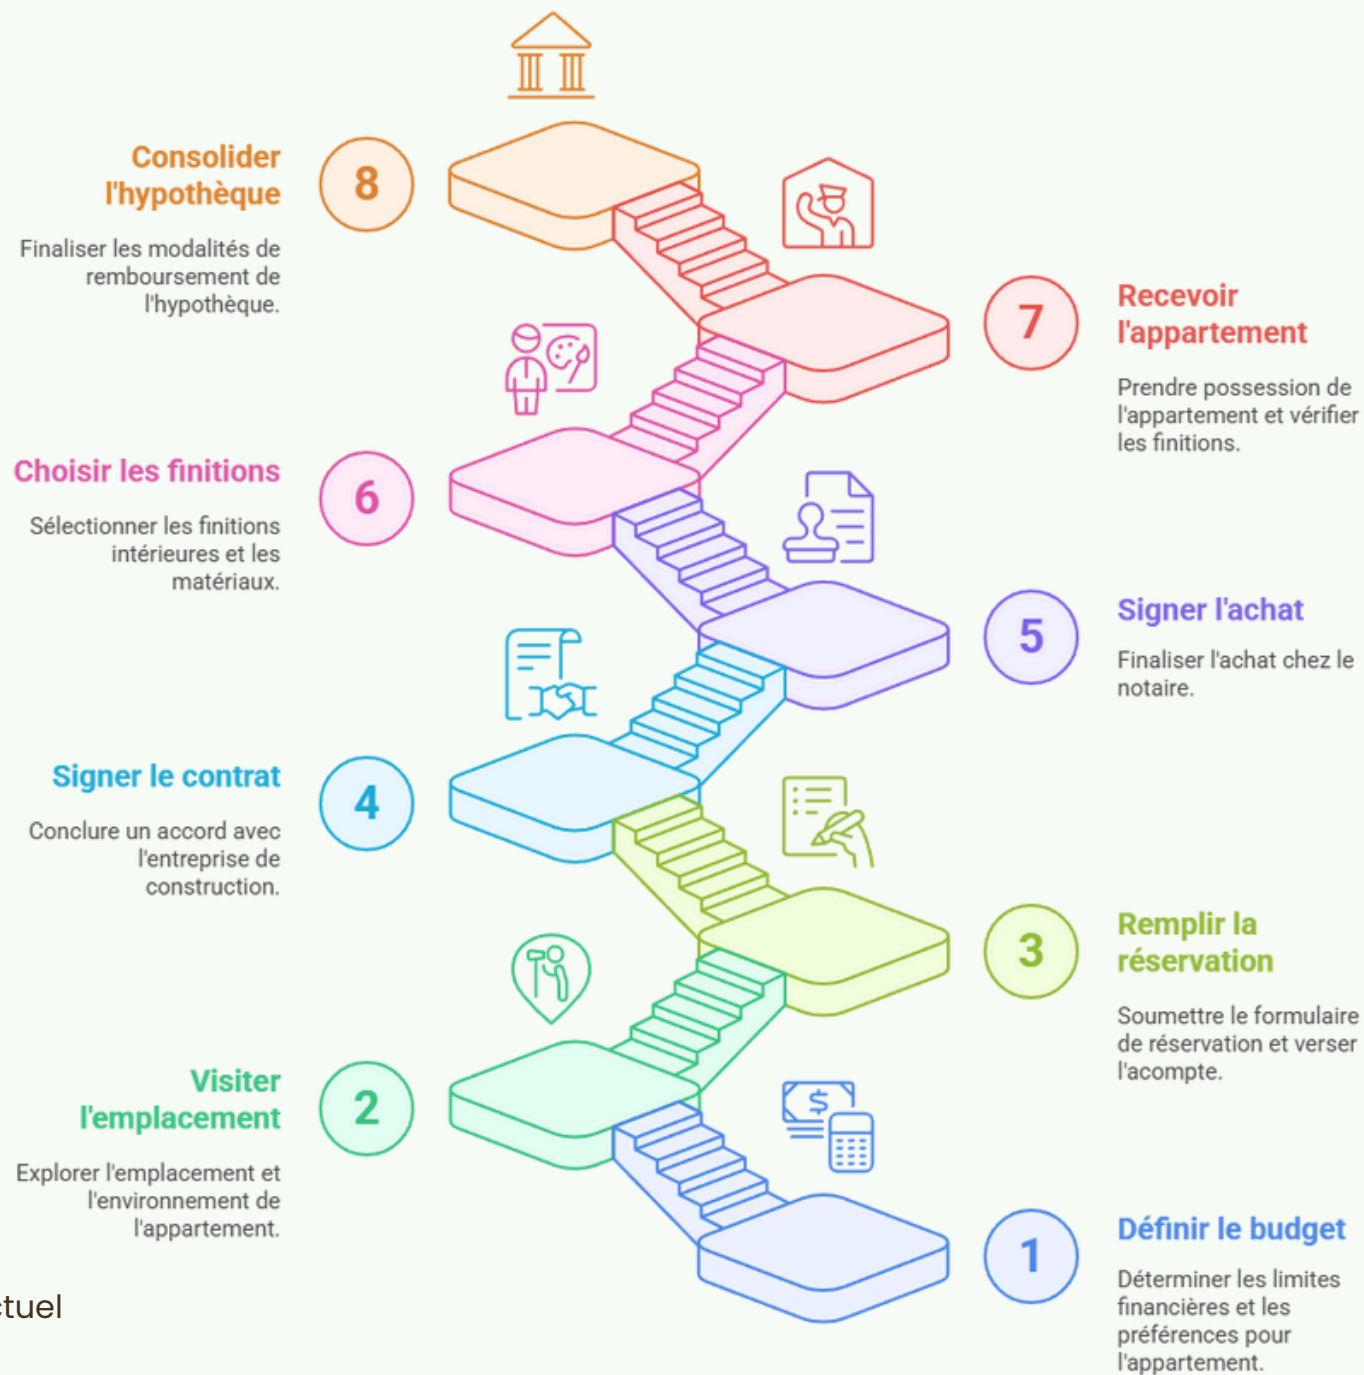 Consolider
l'hypothèque
8
Finaliser les modalités de
remboursement de
l'hypothèque.
7
Recevoir
l'appartement
Prendre possession de
l'appartement et vérifier
les finitions.
Choisir les finitions
6
Sélectionner les finitions
intérieures et les
matériaux.
5
Signer l'achat
Finaliser l'achat chez le
notaire.
Signer le contrat
4
Conclure un accord avec
l'entreprise de
construction.
3
Remplir la
réservation
Soumettre le formulaire
de réservation et verser
l'acompte.
Visiter
l'emplacement
2
Explorer l'emplacement et
l'environnement de
l'appartement.
$
1
Définir le budget
Déterminer les limites
financières et les
préférences pour
l'appartement.